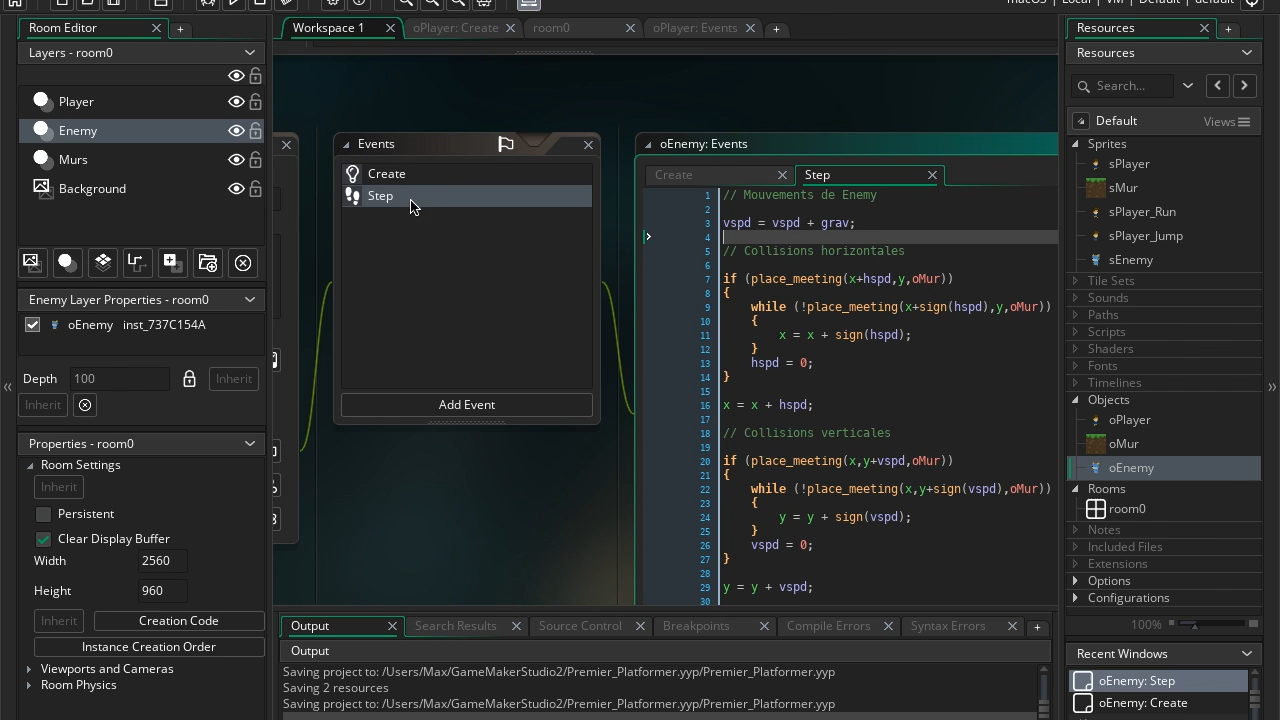 macOS | Local | VM | Default | default
Room Editor
Layers - room0
Player
Enemy
Murs
Background
Enemy Layer Properties - room0
oEnemy inst_737C154A
Depth 100 Inherit
Inherit
Properties - room0
Room Settings
Inherit
Persistent
Clear Display Buffer
Width 2560
Height 960
Inherit Creation Code
Instance Creation Order
Viewports and Cameras
Room Physics
Workspace 1 oPlayer: Create room0 oPlayer: Events
Events
Create
Step
Add Event
oEnemy: Events
Create Step
1 // Mouvements de Enemy
2
3 vspd = vspd + grav;
4
5 // Collisions horizontales
6
7 if (place_meeting(x+hspd,y,oMur))
8 {
9 while (!place_meeting(x+sign(hspd),y,oMur))
10 {
11 x = x + sign(hspd);
12 }
13 hspd = 0;
14 }
15
16 x = x + hspd;
17
18 // Collisions verticales
19
20 if (place_meeting(x,y+vspd,oMur))
21 {
22 while (!place_meeting(x,y+sign(vspd),oMur))
23 {
24 y = y + sign(vspd);
25 }
26 vspd = 0;
27 }
28
29 y = y + vspd;
30
Output Search Results Source Control Breakpoints Compile Errors Syntax Errors
Output
Saving project to: /Users/Max/GameMakerStudio2/Premier_Platformer.yyp/Premier_Platformer.yyp
Saving 2 resources
Saving project to: /Users/Max/GameMakerStudio2/Premier_Platformer.yyp/Premier_Platformer.yyp
Resources
Resources
Search...
Default Views
Sprites
sPlayer
sMur
sPlayer_Run
sPlayer_Jump
sEnemy
Tile Sets
Sounds
Paths
Scripts
Shaders
Fonts
Timelines
Objects
oPlayer
oMur
oEnemy
Rooms
room0
Notes
Included Files
Extensions
Options
Configurations
100%
Recent Windows
oEnemy: Step
oEnemy: Create